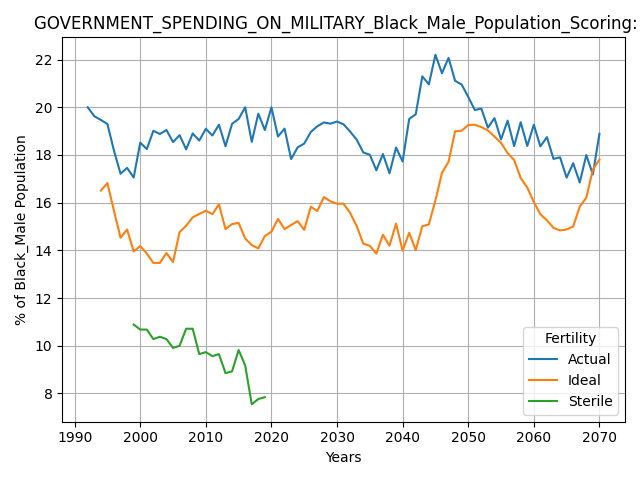 GOVERNMENT_SPENDING_ON_MILITARY_Black_Male_Population_Scoring:
% of Black_Male Population
22
20
18
16
14
12
10
8
1990 2000 2010 2020 2030 2040 2050 2060 2070
Years
Fertility
Actual
Ideal
Sterile